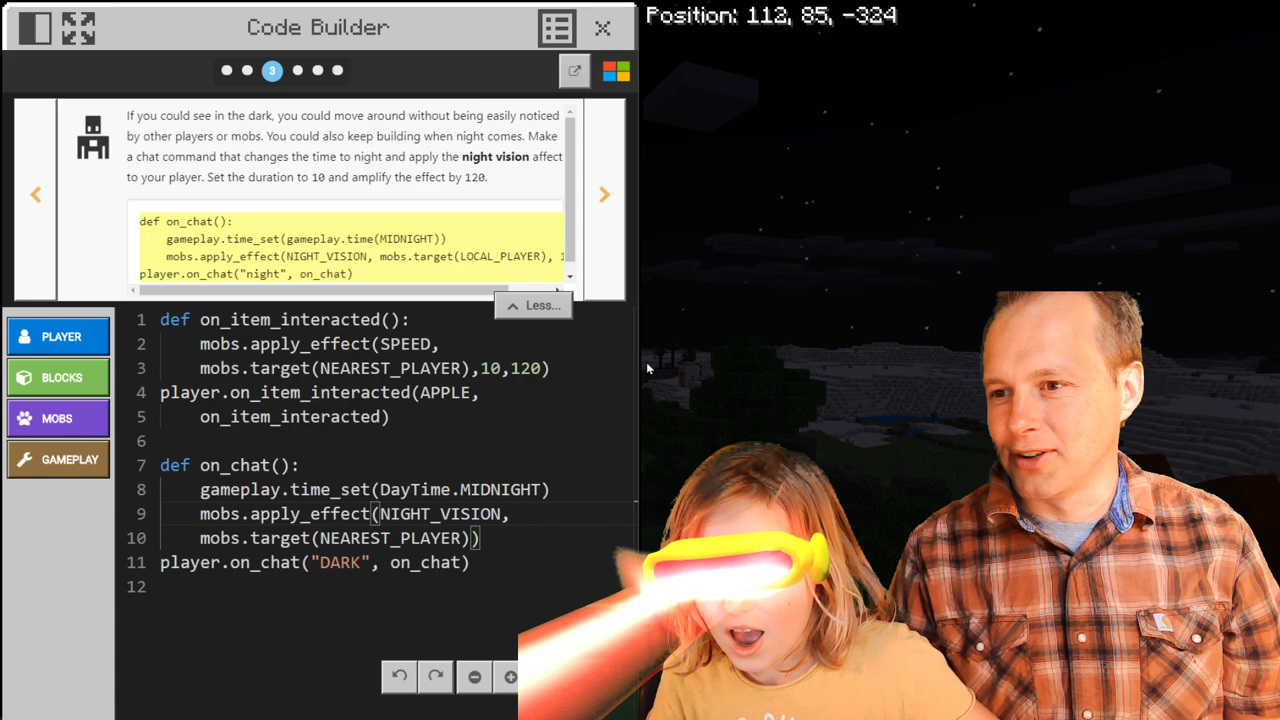 Code Builder
Position: 112, 85, -324
3
If you could see in the dark, you could move around without being easily noticed
by other players or mobs. You could also keep building when night comes. Make
a chat command that changes the time to night and apply the night vision affect
to your player. Set the duration to 10 and amplify the effect by 120.
def on_chat():
    gameplay.time_set(gameplay.time(MIDNIGHT))
    mobs.apply_effect(NIGHT_VISION, mobs.target(LOCAL_PLAYER), 1
player.on_chat("night", on_chat)
Less...
PLAYER
BLOCKS
MOBS
GAMEPLAY
1 def on_item_interacted():
2     mobs.apply_effect(SPEED,
3     mobs.target(NEAREST_PLAYER),10,120)
4 player.on_item_interacted(APPLE,
5     on_item_interacted)
6
7 def on_chat():
8     gameplay.time_set(DayTime.MIDNIGHT)
9     mobs.apply_effect(NIGHT_VISION,
10     mobs.target(NEAREST_PLAYER))
11 player.on_chat("DARK", on_chat)
12